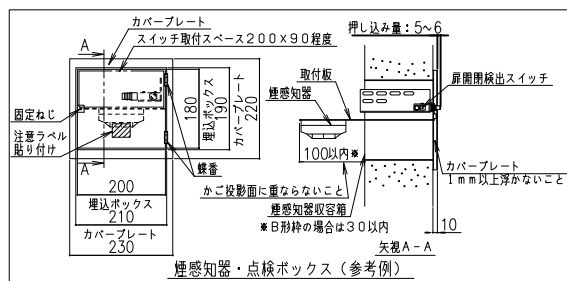 カバープレート
スイッチ取付スペース200×90程度
A
固定ねじ
注意ラベル
貼り付け
A
蝶番
180
埋込ボックス
190
カバープレート
220
200
埋込ボックス
210
カバープレート
230
押し込み量:5~6
取付板
煙感知器
扉開閉検出スイッチ
100以内※
かご投影面に重ならないこと
カバープレート
1mm以上浮かないこと
煙感知器収容箱
※B形枠の場合は30以内
10
矢視A-A
煙感知器・点検ボックス(参考例)